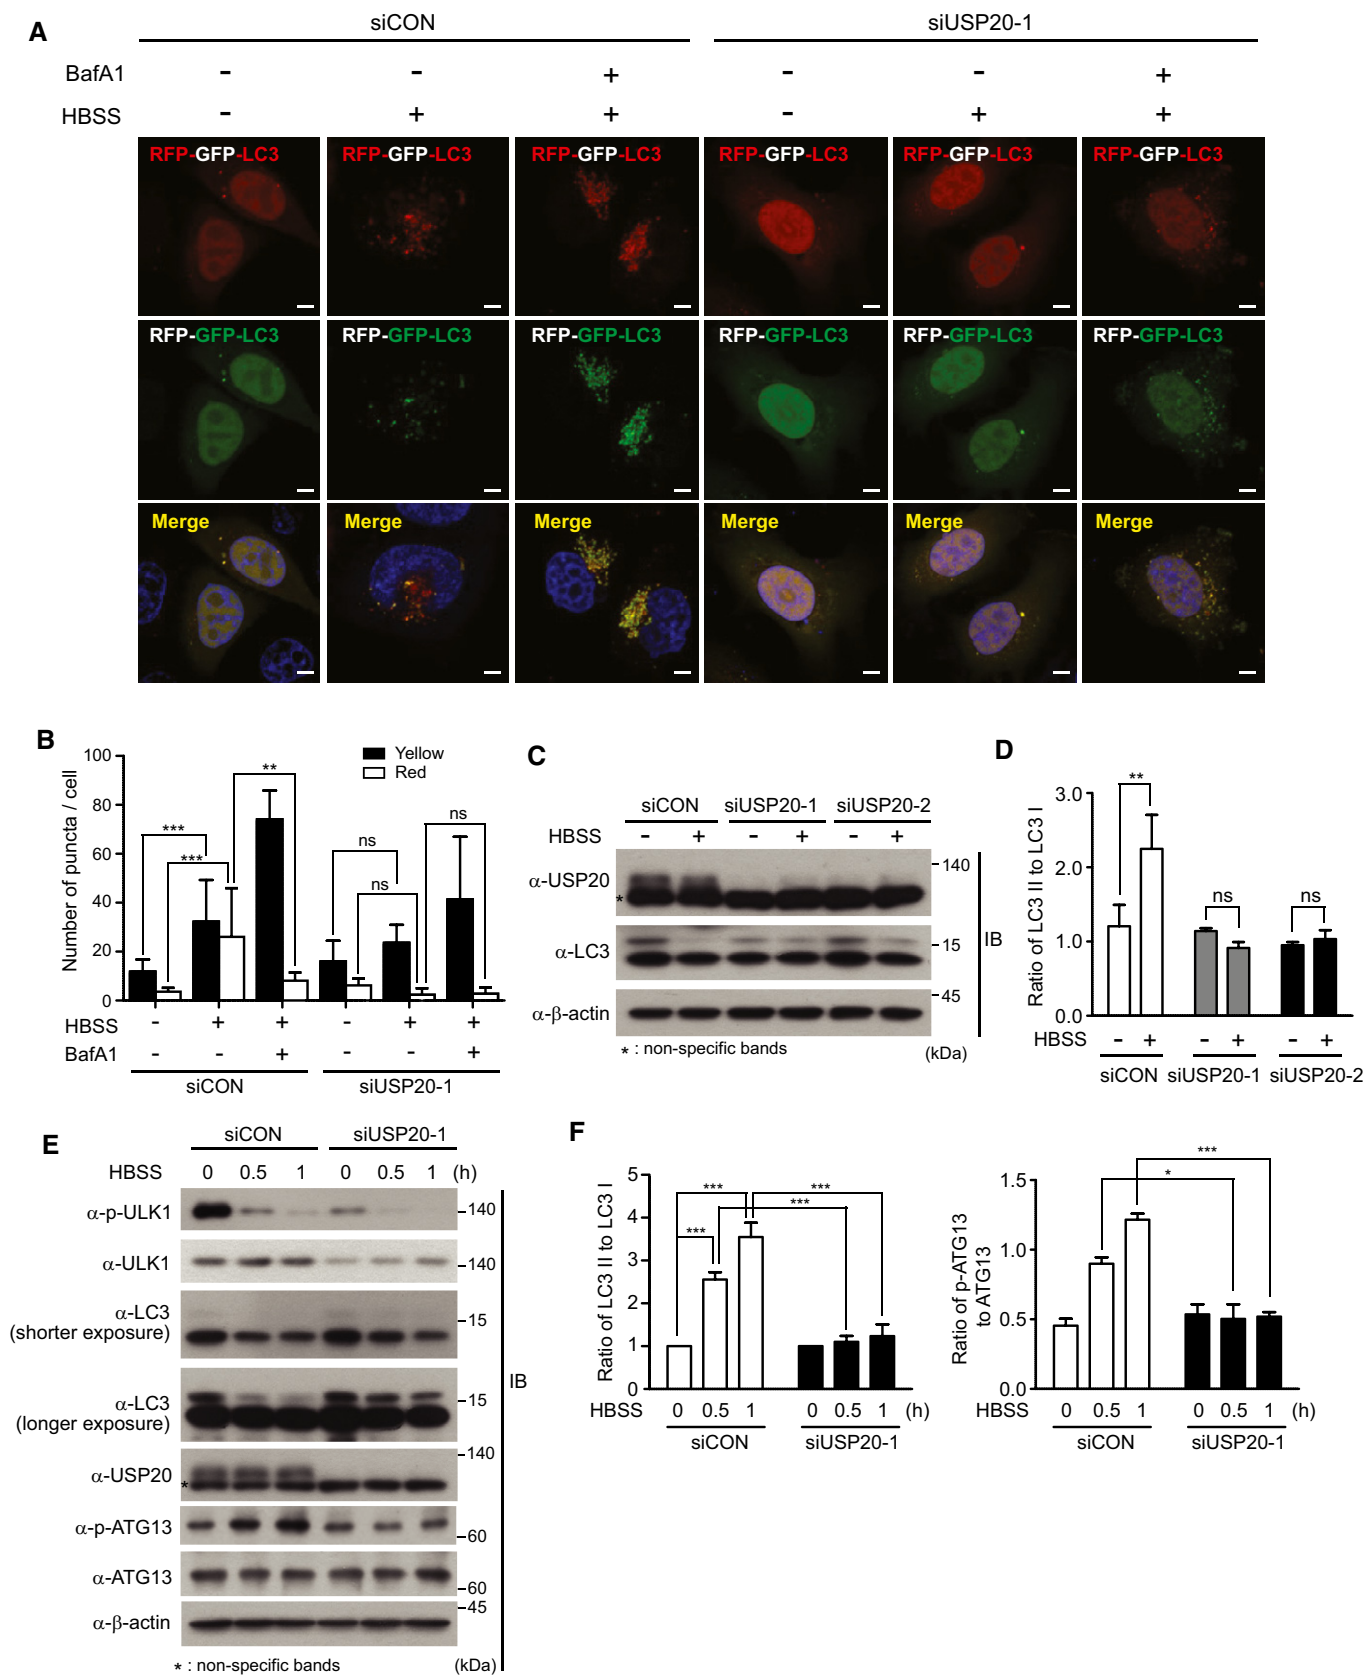 A
siCON
siUSP20-1
BafA1 - - + - - +
HBSS - + + - + +
RFP-GFP-LC3 RFP-GFP-LC3 RFP-GFP-LC3 RFP-GFP-LC3 RFP-GFP-LC3 RFP-GFP-LC3
RFP-GFP-LC3 RFP-GFP-LC3 RFP-GFP-LC3 RFP-GFP-LC3 RFP-GFP-LC3 RFP-GFP-LC3
Merge Merge Merge Merge Merge Merge
B
Number of puncta / cell
100
80
60
40
20
0
Yellow
Red
***
***
**
ns
ns
ns
HBSS - + + - + +
BafA1 - - + - - +
siCON siUSP20-1
C
siCON siUSP20-1 siUSP20-2
HBSS - + - + - +
α-USP20
*
140
α-LC3
15
α-β-actin
45
IB
* : non-specific bands
(kDa)
D
Ratio of LC3 II to LC3 I
3.0
2.0
1.0
0.0
**
ns
ns
HBSS - + - + - +
siCON siUSP20-1 siUSP20-2
E
siCON siUSP20-1
HBSS 0 0.5 1 0 0.5 1 (h)
α-p-ULK1
140
α-ULK1
140
α-LC3
(shorter exposure)
15
α-LC3
(longer exposure)
15
α-USP20
*
140
α-p-ATG13
60
α-ATG13
60
α-β-actin
45
IB
* : non-specific bands
(kDa)
F
Ratio of LC3 II to LC3 I
5
4
3
2
1
0
***
***
***
***
HBSS 0 0.5 1 0 0.5 1 (h)
siCON siUSP20-1
Ratio of p-ATG13
to ATG13
1.5
1.0
0.5
0.0
***
*
HBSS 0 0.5 1 0 0.5 1 (h)
siCON siUSP20-1